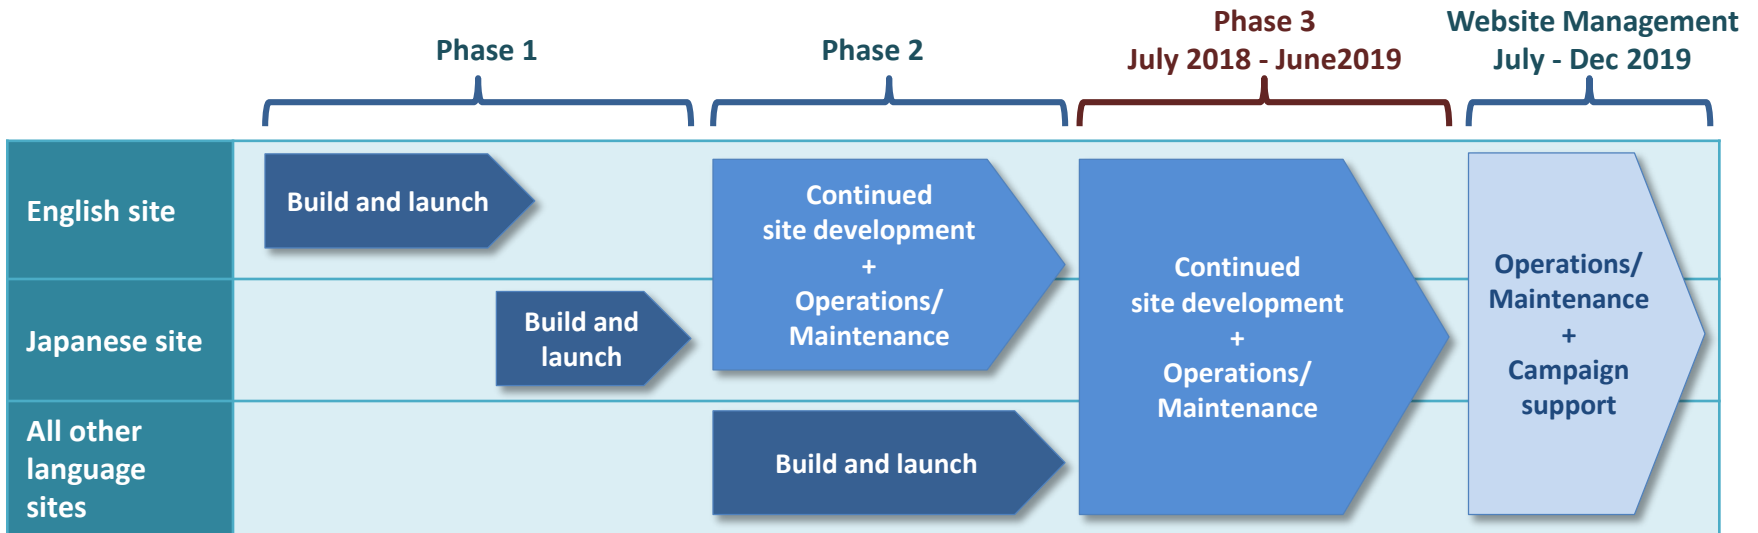 Phase 1
Phase 2
Phase 3
July 2018 - June2019
Website Management
July - Dec 2019
English site
Build and launch
Continued
site development
+
Operations/
Maintenance
Continued
site development
+
Operations/
Maintenance
Operations/
Maintenance
+
Campaign
support
Japanese site
Build and
launch
All other
language
sites
Build and launch